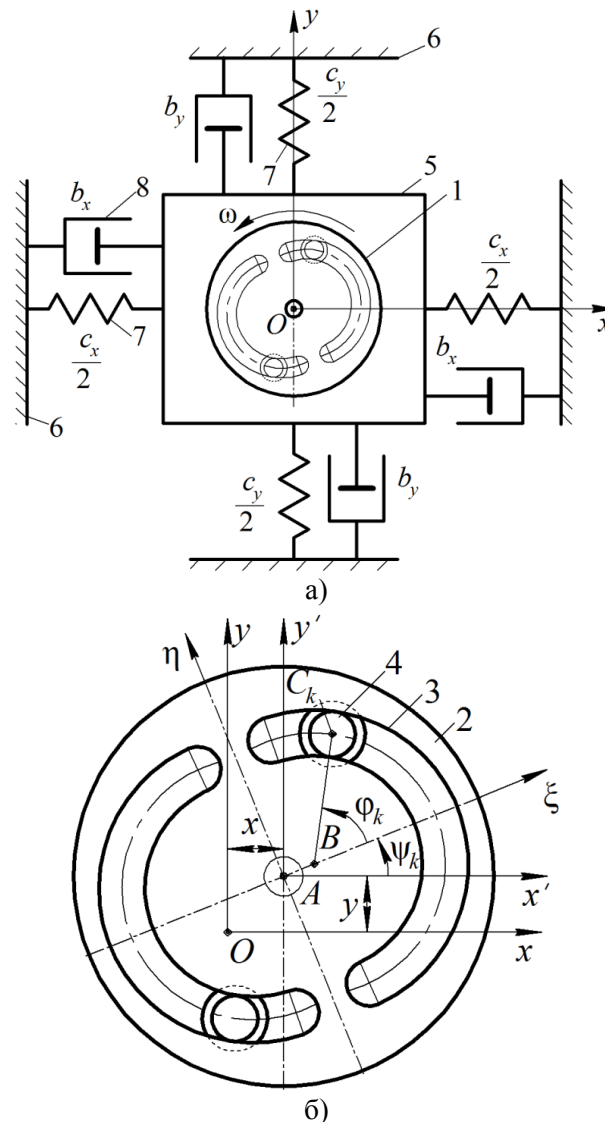 y
6
c_y/2
b_y
7
5
8
b_x
1
ω
c_x/2
O
x
7
c_x/2
b_x
6
c_y/2
b_y
а)
y
y'
η
4
C_k
3
2
ξ
φ_k
x
B
ψ_k
A
x'
y
O
x
б)